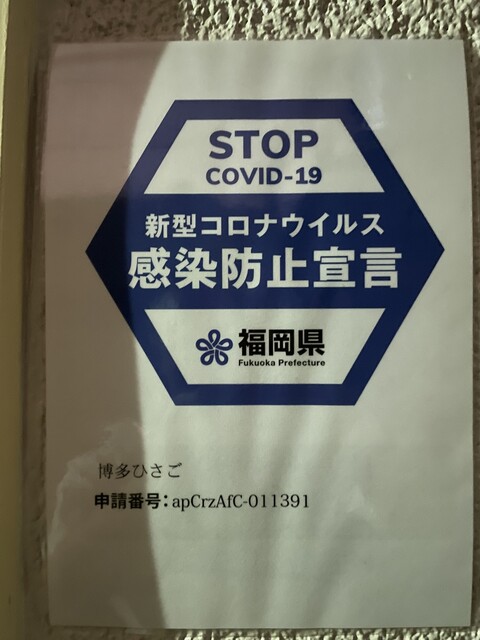 STOP
COVID-19
新型コロナウイルス
感染防止宣言
福岡県
Fukuoka Prefecture
博多ひさご
申請番号：apCrzAfC-011391